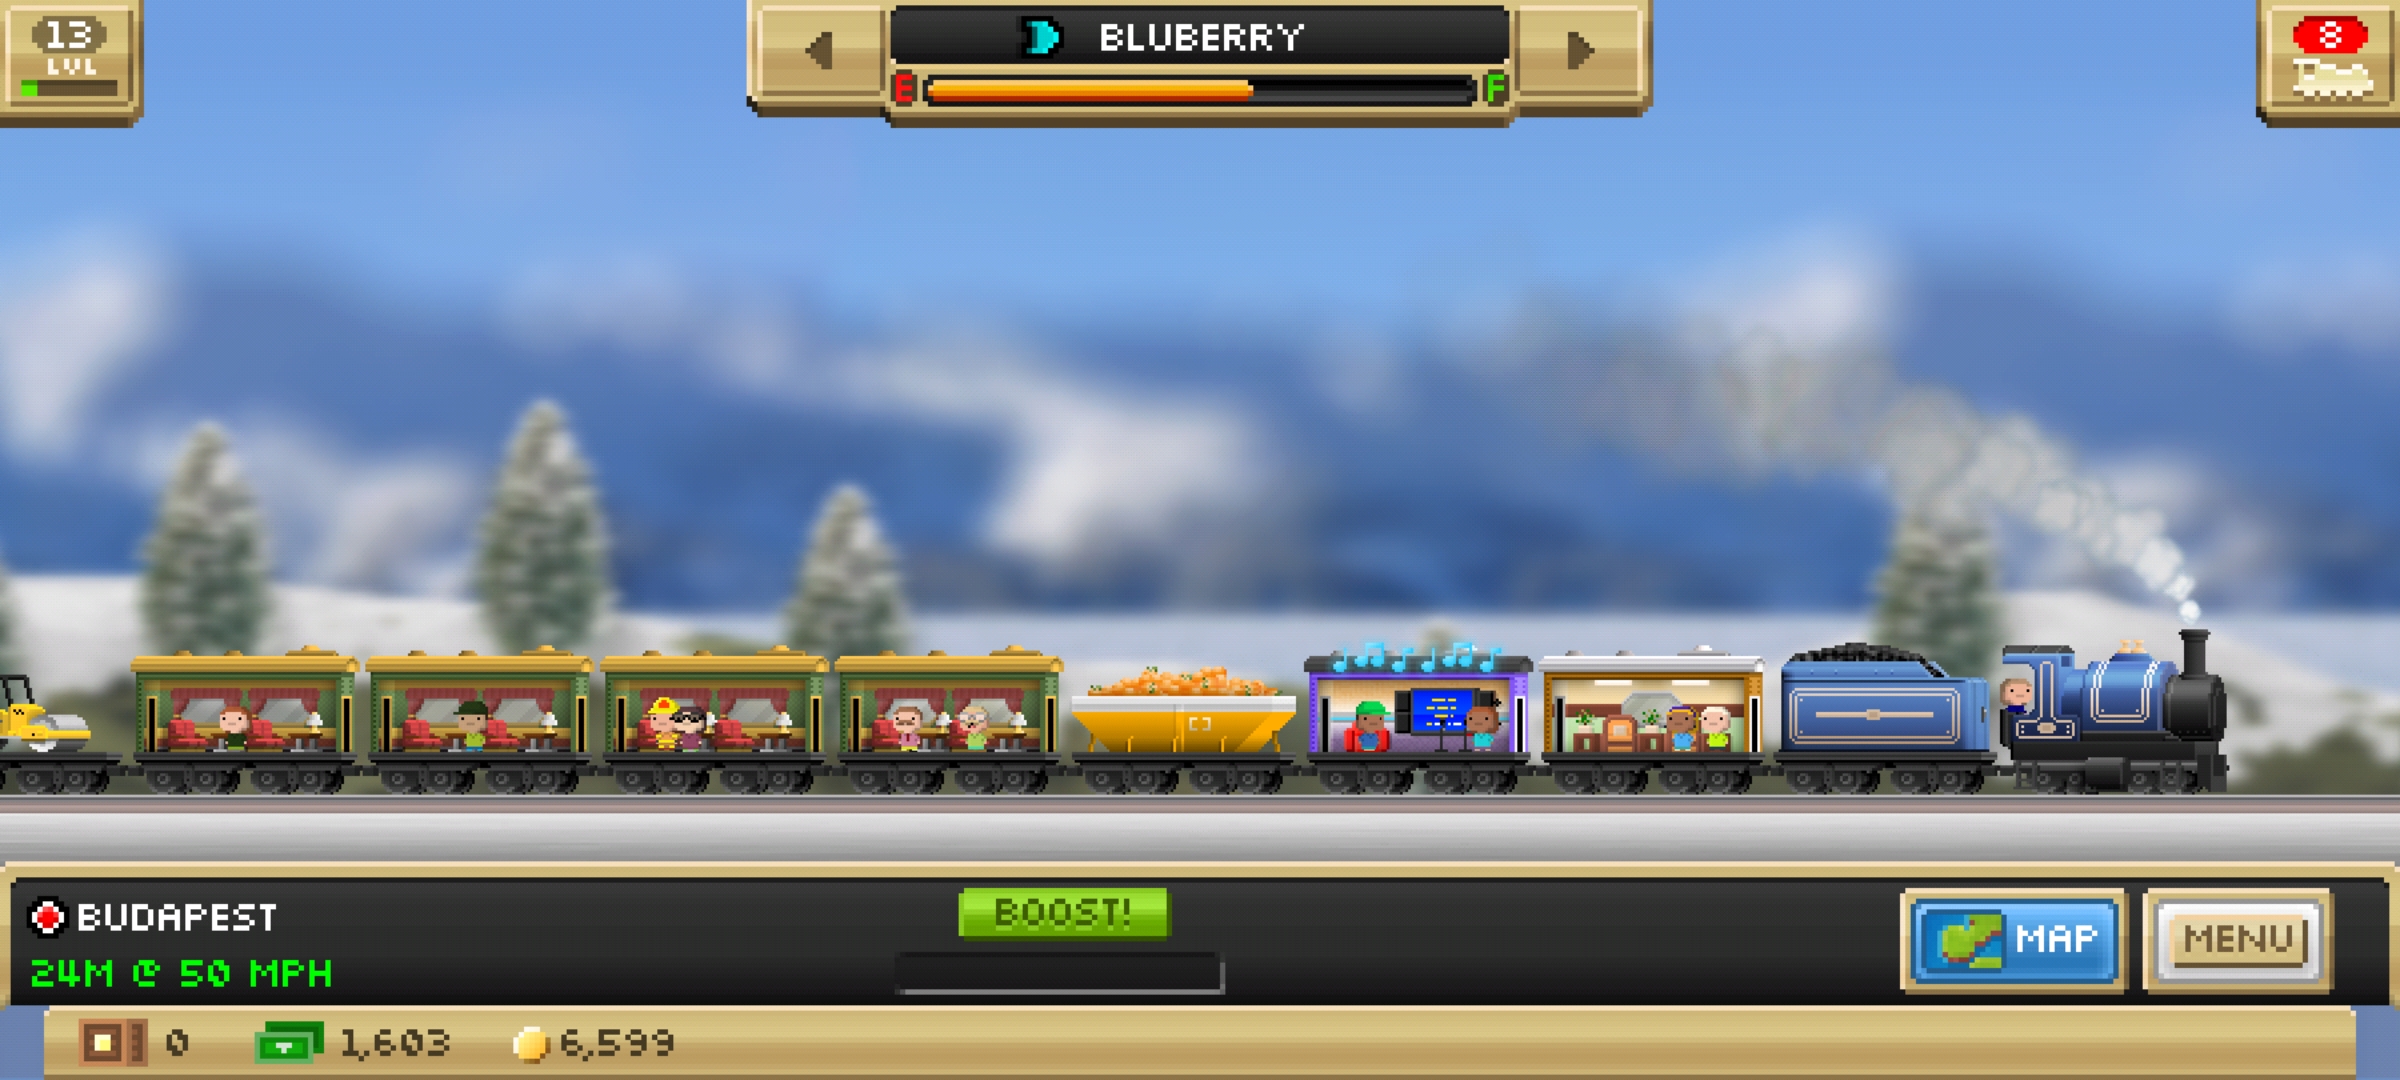 13
LVL
BLUBERRY
E F
8
BUDAPEST
24M @ 50 MPH
BOOST!
MAP
MENU
0 1,603 6,599